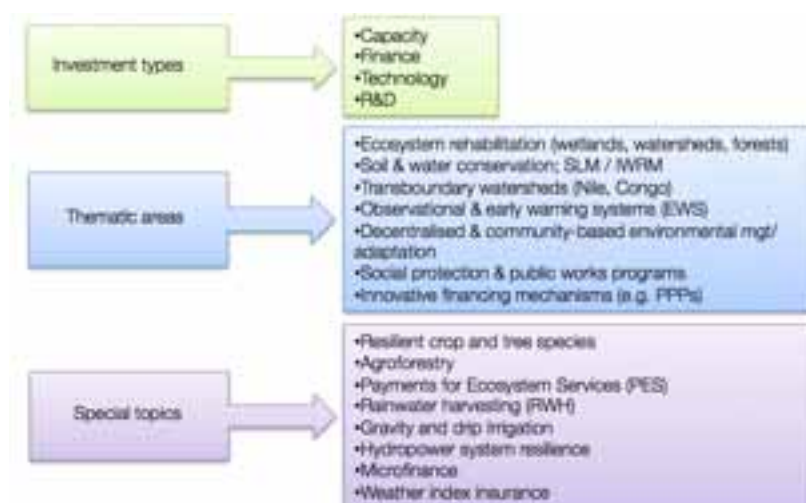 Investment types
•Capacity
•Finance
•Technology
•R&D
Thematic areas
•Ecosystem rehabilitation (wetlands, watersheds, forests)
•Soil & water conservation; SLM / IWRM
•Transboundary watersheds (Nile, Congo)
•Observational & early warning systems (EWS)
•Decentralised & community-based environmental mgt/
adaptation
•Social protection & public works programs
•Innovative financing mechanisms (e.g. PPPs)
Special topics
•Resilient crop and tree species
•Agroforestry
•Payments for Ecosystem Services (PES)
•Rainwater harvesting (RWH)
•Gravity and drip irrigation
•Hydropower system resilience
•Microfinance
•Weather index insurance